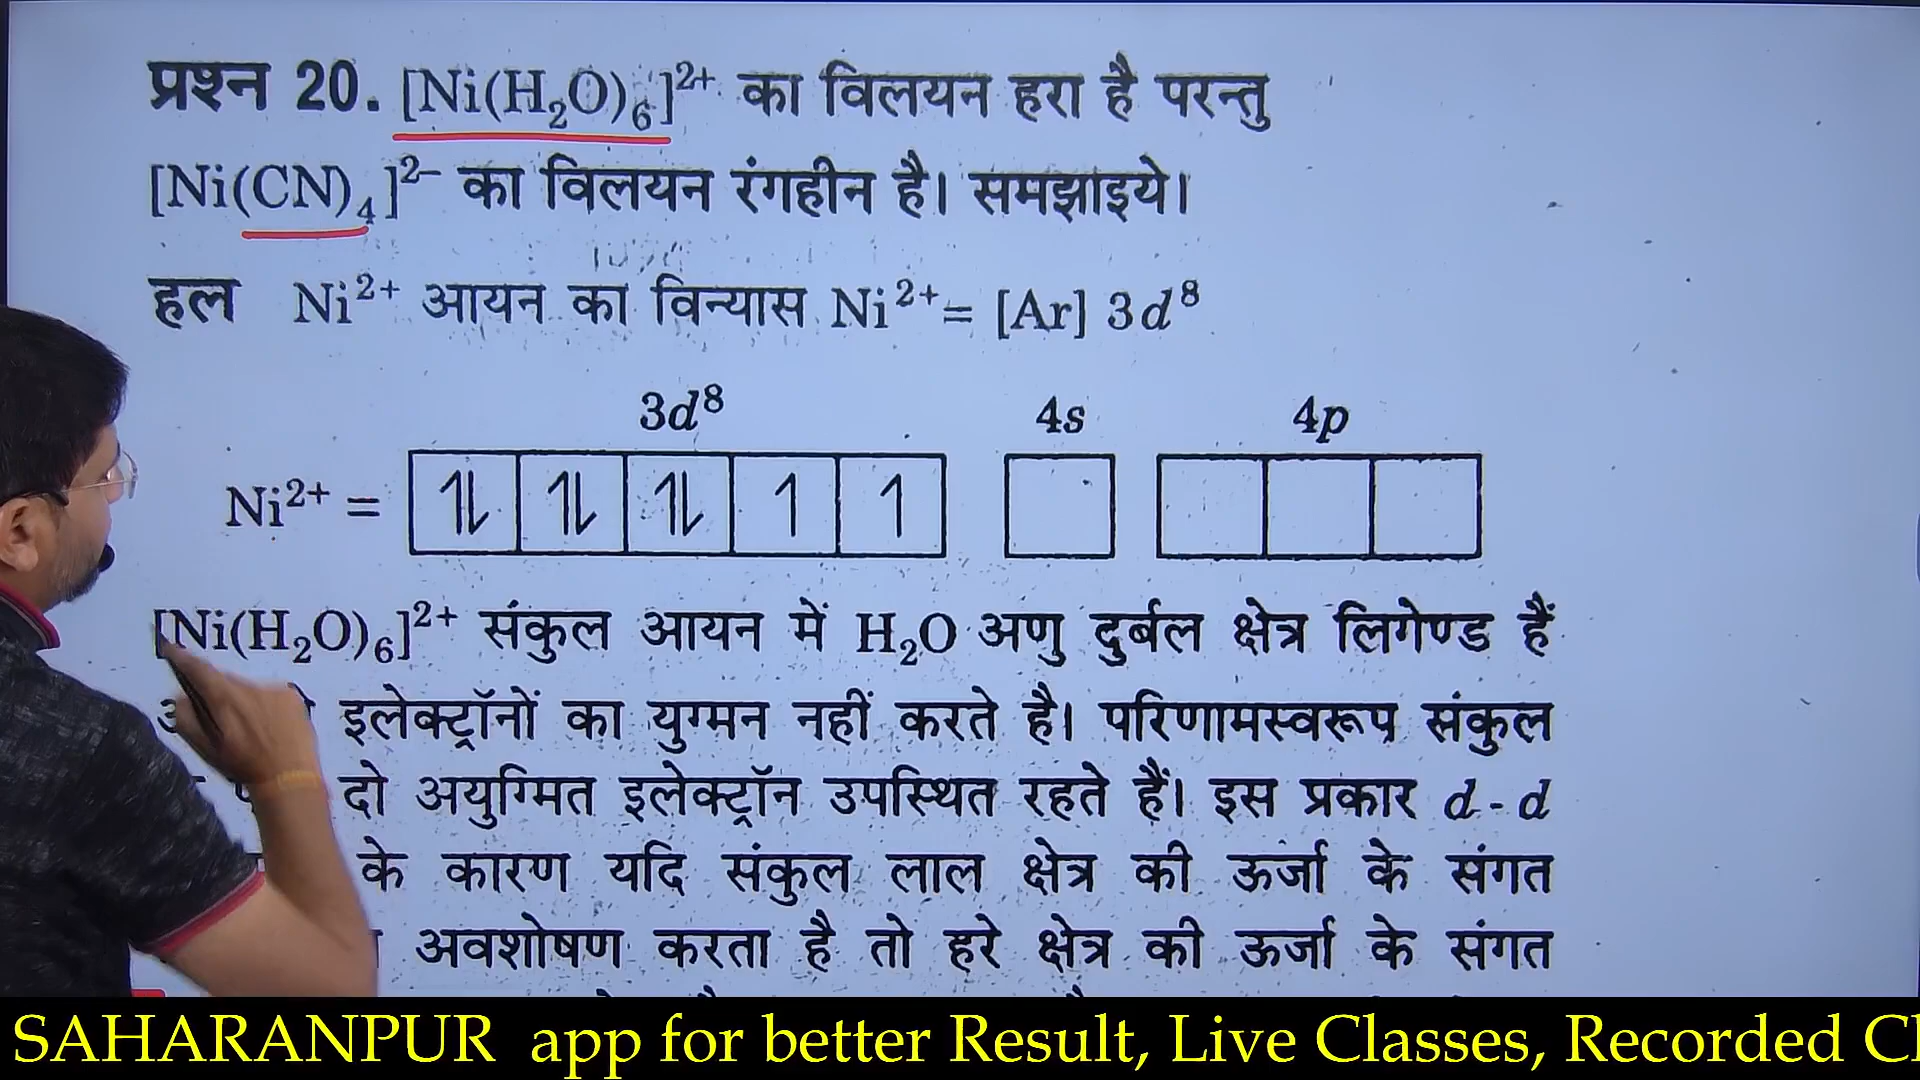 प्रश्न 20. [Ni(H₂O)₆]²⁺ का विलयन हरा है परन्तु
[Ni(CN)₄]²⁻ का विलयन रंगहीन है। समझाइये।
हल Ni²⁺ आयन का विन्यास Ni²⁺ = [Ar] 3d⁸
3d⁸ 4s 4p
Ni²⁺ = ⥮ ⥮ ⥮ ↿ ↿
[Ni(H₂O)₆]²⁺ संकुल आयन में H₂O अणु दुर्बल क्षेत्र लिगेण्ड हैं
इलेक्ट्रॉनों का युग्मन नहीं करते है। परिणामस्वरूप संकुल
दो अयुग्मित इलेक्ट्रॉन उपस्थित रहते हैं। इस प्रकार d - d
के कारण यदि संकुल लाल क्षेत्र की ऊर्जा के संगत
अवशोषण करता है तो हरे क्षेत्र की ऊर्जा के संगत
SAHARANPUR app for better Result, Live Classes, Recorded